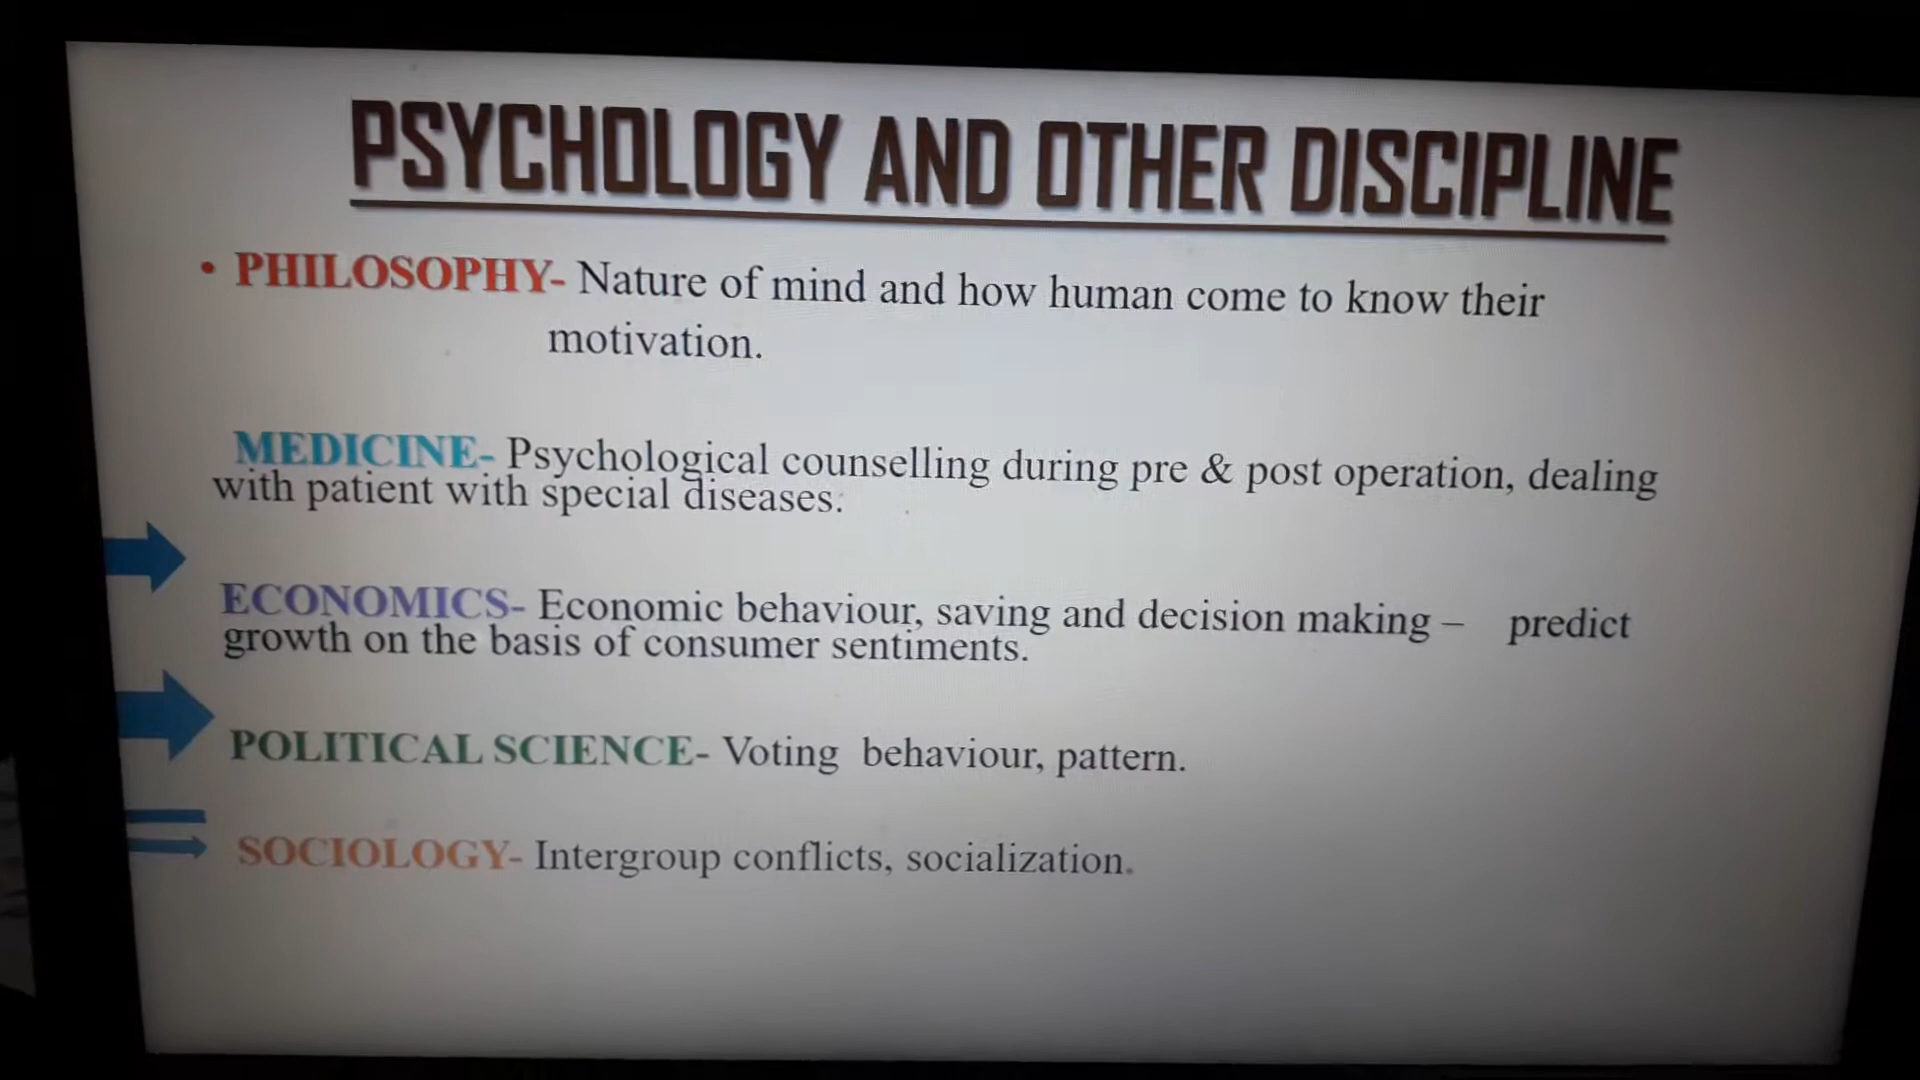 PSYCHOLOGY AND OTHER DISCIPLINE
• PHILOSOPHY- Nature of mind and how human come to know their
motivation.
MEDICINE- Psychological counselling during pre & post operation, dealing
with patient with special diseases.
ECONOMICS- Economic behaviour, saving and decision making – predict
growth on the basis of consumer sentiments.
POLITICAL SCIENCE- Voting behaviour, pattern.
SOCIOLOGY- Intergroup conflicts, socialization.